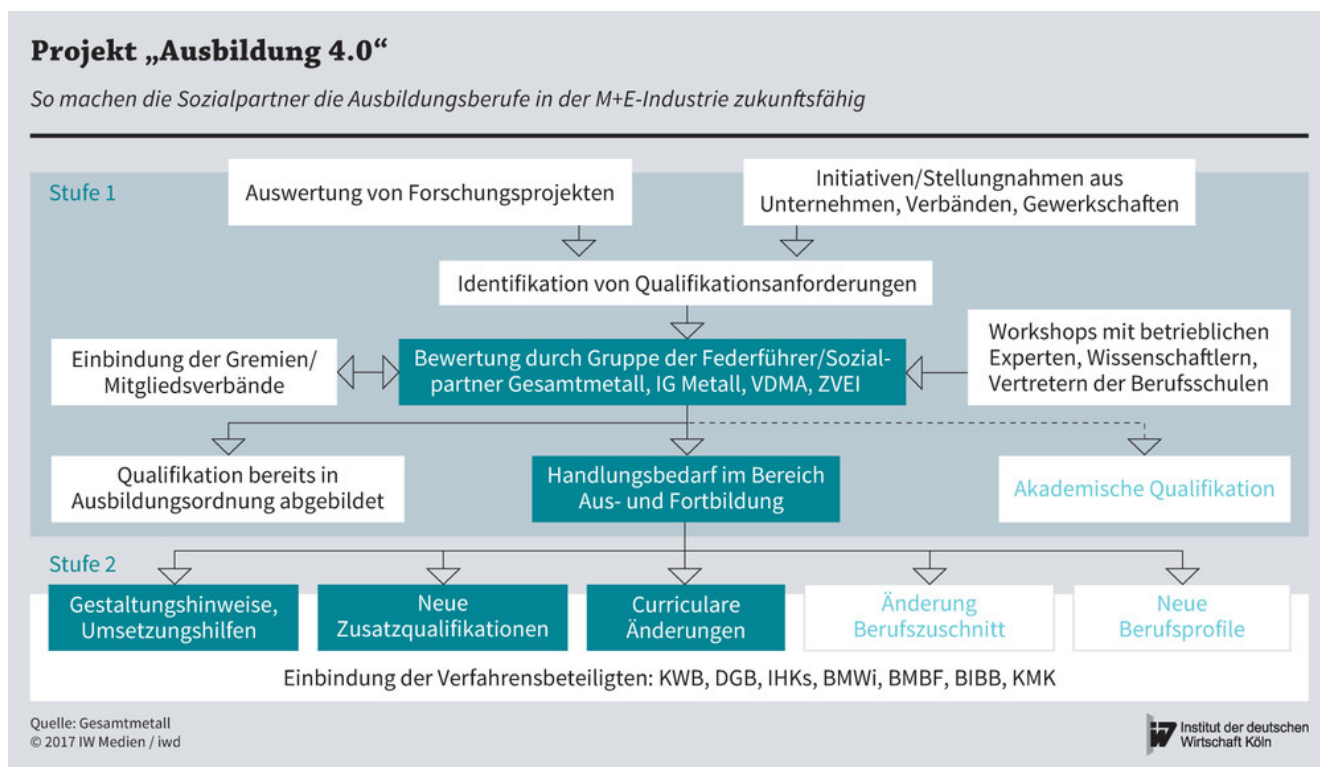 Projekt „Ausbildung 4.0“
So machen die Sozialpartner die Ausbildungsberufe in der M+E-Industrie zukunftsfähig
Stufe 1
Auswertung von Forschungsprojekten
Initiativen/Stellungnahmen aus
Unternehmen, Verbänden, Gewerkschaften
Identifikation von Qualifikationsanforderungen
Einbindung der Gremien/
Mitgliedsverbände
Bewertung durch Gruppe der Federführer/Sozial-
partner Gesamtmetall, IG Metall, VDMA, ZVEI
Workshops mit betrieblichen
Experten, Wissenschaftlern,
Vertretern der Berufsschulen
Qualifikation bereits in
Ausbildungsordnung abgebildet
Handlungsbedarf im Bereich
Aus- und Fortbildung
Akademische Qualifikation
Stufe 2
Gestaltungshinweise,
Umsetzungshilfen
Neue
Zusatzqualifikationen
Curriculare
Änderungen
Änderung
Berufszuschnitt
Neue
Berufsprofile
Einbindung der Verfahrensbeteiligten: KWB, DGB, IHKs, BMWi, BMBF, BIBB, KMK
Quelle: Gesamtmetall
© 2017 IW Medien / iwd
iw Institut der deutschen
Wirtschaft Köln